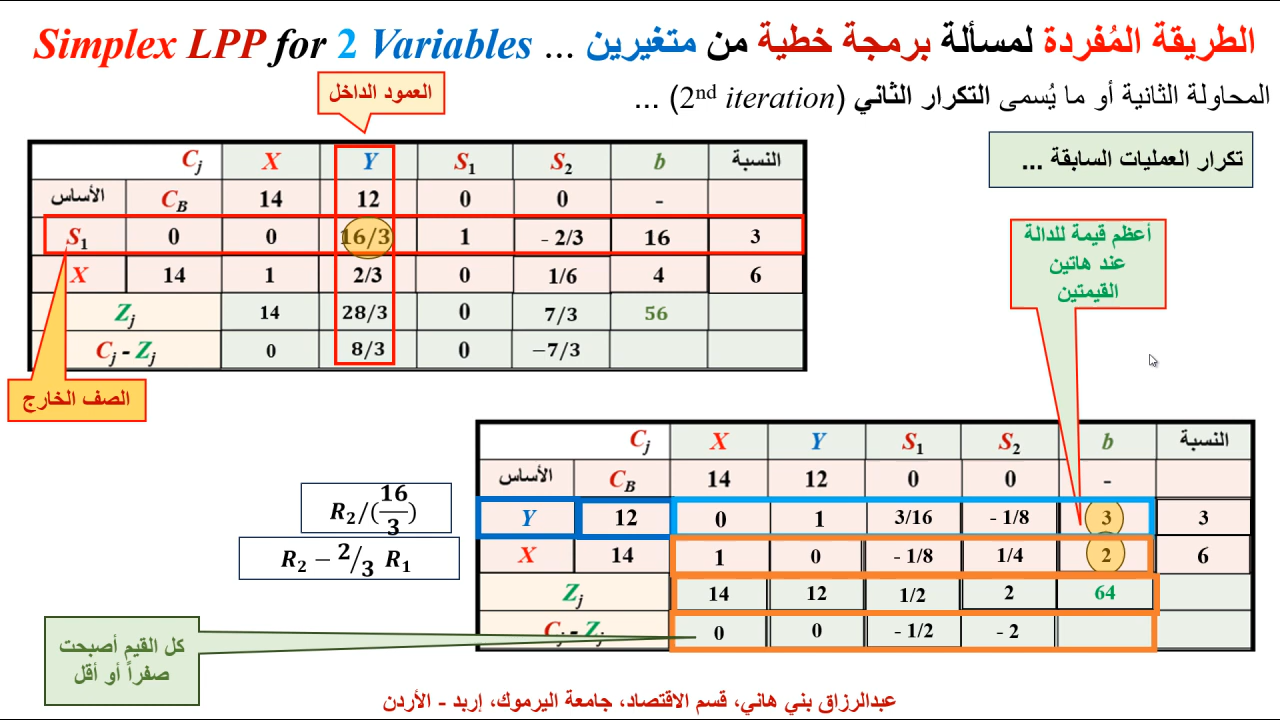 الطريقة المُفردة لمسألة برمجة خطية من متغيرين ... Simplex LPP for 2 Variables
المحاولة الثانية أو ما يُسمى التكرار الثاني (2nd iteration) ...
العمود الداخل
تكرار العمليات السابقة ...
Cj X Y S1 S2 b النسبة
الأساس CB 14 12 0 0 -
S1 0 0 16/3 1 - 2/3 16 3
X 14 1 2/3 0 1/6 4 6
Zj 14 28/3 0 7/3 56
Cj - Zj 0 8/3 0 −7/3
الصف الخارج
أعظم قيمة للدالة
عند هاتين
القيمتين
Cj X Y S1 S2 b النسبة
الأساس CB 14 12 0 0 -
R2/(16/3)
Y 12 0 1 3/16 - 1/8 3 3
R2 − 2/3 R1
X 14 1 0 - 1/8 1/4 2 6
Zj 14 12 1/2 2 64
Cj - Zj 0 0 - 1/2 - 2
كل القيم أصبحت
صفراً أو أقل
عبدالرزاق بني هاني، قسم الاقتصاد، جامعة اليرموك، إربد - الأردن